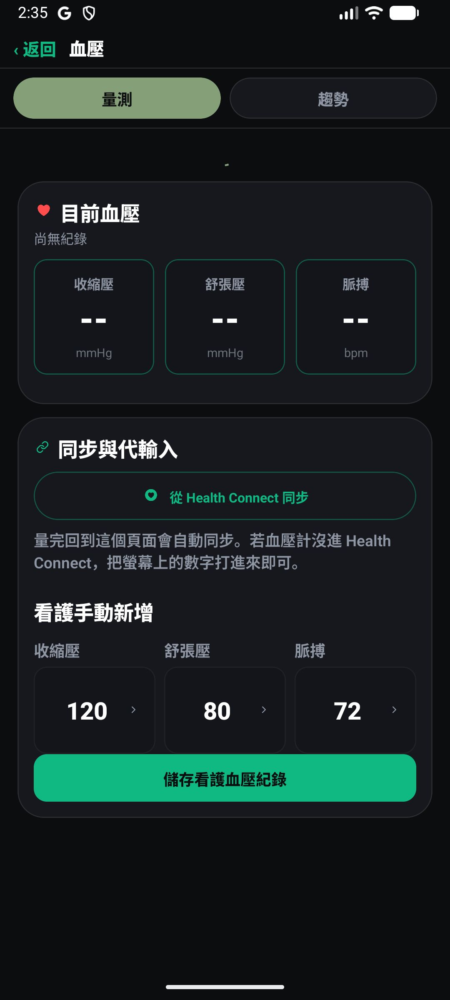 2:35
‹ 返回 血壓
量測 趨勢
目前血壓
尚無紀錄
收縮壓 舒張壓 脈搏
-- -- --
mmHg mmHg bpm
同步與代輸入
從 Health Connect 同步
量完回到這個頁面會自動同步。若血壓計沒進 Health
Connect，把螢幕上的數字打進來即可。
看護手動新增
收縮壓 舒張壓 脈搏
120 › 80 › 72 ›
儲存看護血壓紀錄